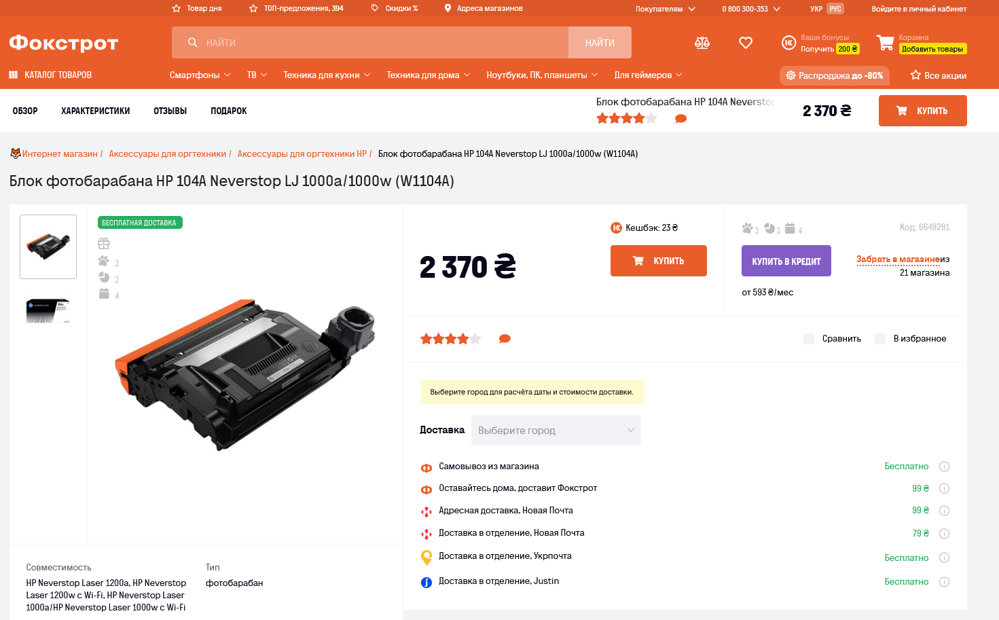 Товар дня
ТОП-предложения, 394
Скидки %
Адреса магазинов
Покупателям
0 800 300-353
УКР РУС
Войдите в личный кабинет
Фокстрот
НАЙТИ
НАЙТИ
Ваши бонусы
Получить 200 ₴
Корзина
Добавить товары
КАТАЛОГ ТОВАРОВ
Смартфоны
ТВ
Техника для кухни
Техника для дома
Ноутбуки, ПК, планшеты
Для геймеров
Распродажа до -80%
Все акции
ОБЗОР
ХАРАКТЕРИСТИКИ
ОТЗЫВЫ
ПОДАРОК
Блок фотобарабана HP 104A Neverstop
2 370 ₴
КУПИТЬ
Интернет магазин / Аксессуары для оргтехники / Аксессуары для оргтехники HP / Блок фотобарабана HP 104A Neverstop LJ 1000a/1000w (W1104A)
Блок фотобарабана HP 104A Neverstop LJ 1000a/1000w (W1104A)
БЕСПЛАТНАЯ ДОСТАВКА
2
2
4
2 370 ₴
Кешбэк: 23 ₴
КУПИТЬ
2
2
4
Код: 6649281
КУПИТЬ В КРЕДИТ
от 593 ₴/мес
Забрать в магазине из
21 магазина
Сравнить
В избранное
Выберите город для расчёта даты и стоимости доставки.
Доставка
Выберите город
Самовывоз из магазина
Бесплатно
Оставайтесь дома, доставит Фокстрот
99 ₴
Адресная доставка, Новая Почта
99 ₴
Доставка в отделение, Новая Почта
79 ₴
Доставка в отделение, Укрпочта
Бесплатно
Доставка в отделение, Justin
Бесплатно
Совместимость
HP Neverstop Laser 1200a, HP Neverstop
Laser 1200w с Wi-Fi, HP Neverstop Laser
1000a/HP Neverstop Laser 1000w с Wi-Fi
Тип
фотобарабан